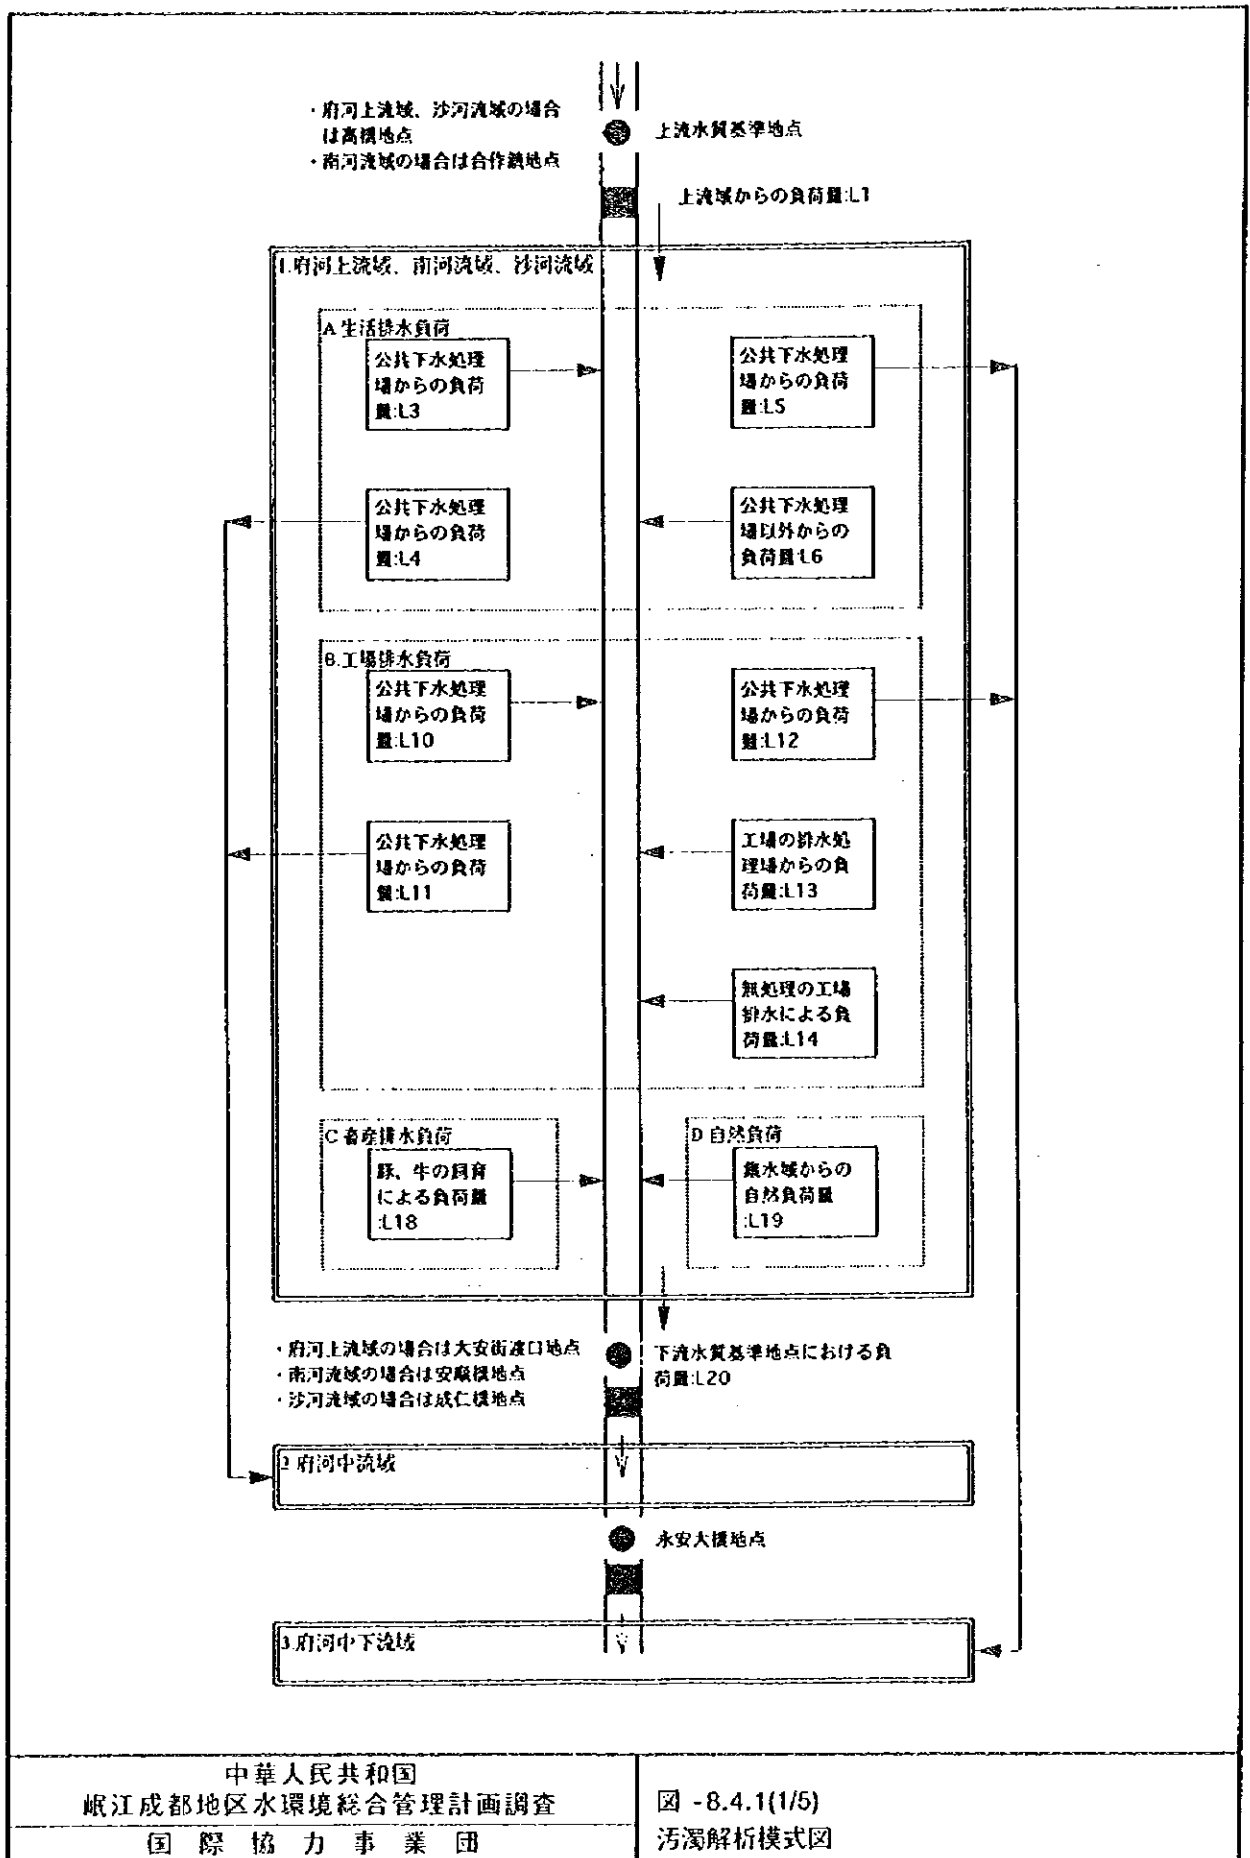 ・府河上流域、沙河流域の場合
は高橋地点
・南河流域の場合は合作鎮地点
上流水質基準地点
上流域からの負荷量:L1
1.府河上流域、南河流域、沙河流域
A 生活排水負荷
公共下水処理
場からの負荷
量:L3
公共下水処理
場からの負荷
量:L5
公共下水処理
場からの負荷
量:L4
公共下水処理
場以外からの
負荷量:L6
B.工場排水負荷
公共下水処理
場からの負荷
量:L10
公共下水処理
場からの負荷
量:L12
公共下水処理
場からの負荷
量:L11
工場の排水処
理場からの負
荷量:L13
無処理の工場
排水による負
荷量:L14
C 畜産排水負荷
豚、牛の飼育
による負荷量
:L18
D 自然負荷
集水域からの
自然負荷量
:L19
・府河上流域の場合は大安街渡口地点
・南河流域の場合は安順橋地点
・沙河流域の場合は成仁橋地点
下流水質基準地点における負
荷量:L20
2.府河中流域
永安大橋地点
3.府河中下流域
中華人民共和国
岷江成都地区水環境総合管理計画調査
国際協力事業団
図 -8.4.1(1/5)
汚濁解析模式図